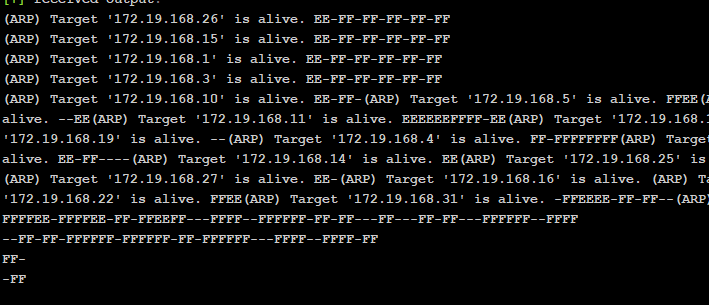 [+] received output:
(ARP) Target '172.19.168.26' is alive. EE-FF-FF-FF-FF-FF
(ARP) Target '172.19.168.15' is alive. EE-FF-FF-FF-FF-FF
(ARP) Target '172.19.168.1' is alive. EE-FF-FF-FF-FF-FF
(ARP) Target '172.19.168.3' is alive. EE-FF-FF-FF-FF-FF
(ARP) Target '172.19.168.10' is alive. EE-FF-(ARP) Target '172.19.168.5' is alive. FFEE(A
alive. --EE(ARP) Target '172.19.168.11' is alive. EEEEEEFFFF-EE(ARP) Target '172.19.168.1
'172.19.168.19' is alive. --(ARP) Target '172.19.168.4' is alive. FF-FFFFFFFF(ARP) Target
alive. EE-FF----(ARP) Target '172.19.168.14' is alive. EE(ARP) Target '172.19.168.25' is
(ARP) Target '172.19.168.27' is alive. EE-(ARP) Target '172.19.168.16' is alive. (ARP) Ta
'172.19.168.22' is alive. FFEE(ARP) Target '172.19.168.31' is alive. -FFEEEE-FF-FF--(ARP)
FFFFEE-FFFFEE-FF-FFEEFF---FFFF--FFFFFF-FF-FF---FF---FF-FF---FFFFFF--FFFF
--FF-FF-FFFFFF-FFFFFF-FF-FFFFFF---FFFF--FFFF-FF
FF-
-FF